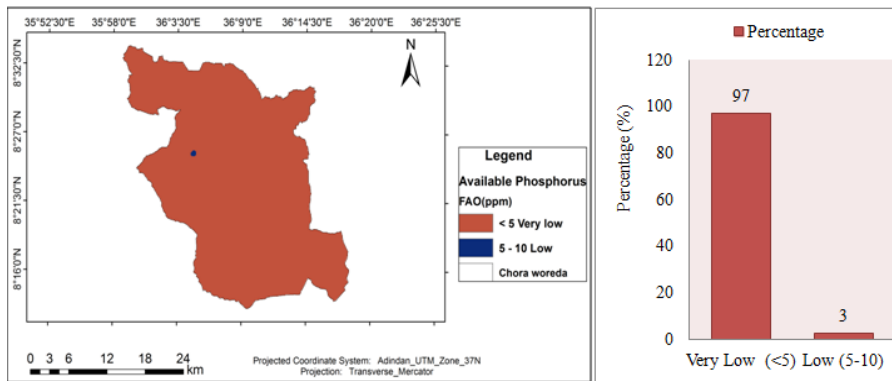 35°52'30"E 35°58'0"E 36°3'30"E 36°9'0"E 36°14'30"E 36°20'0"E 36°25'30"E
8°32'30"N
8°27'0"N
8°21'30"N
8°16'0"N
N
Legend
Available Phosphorus
FAO(ppm)
< 5 Very low
5 - 10 Low
Chora woreda
0 3 6 12 18 24
km
Projected Coordinate System: Adindan_UTM_Zone_37N
Projection: Transverse_Mercator
Percentage
Percentage (%)
120
100
80
60
40
20
0
97
3
Very Low (<5) Low (5-10)